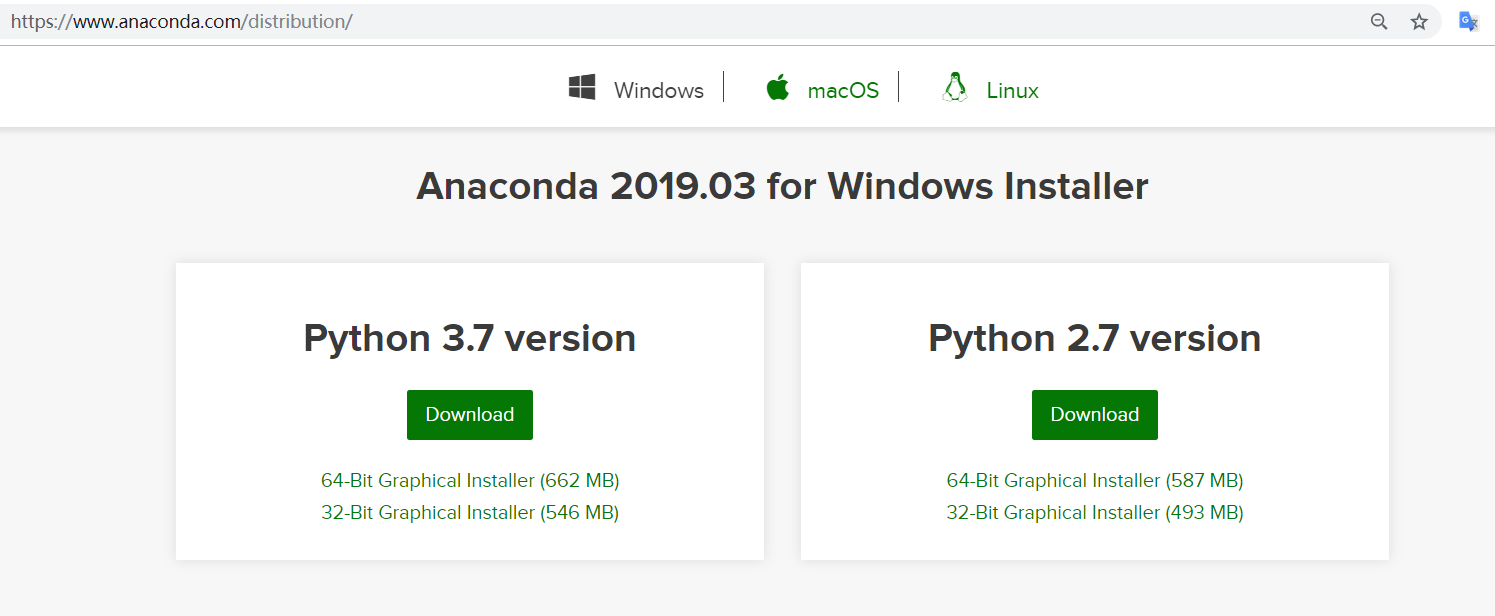 https://www.anaconda.com/distribution/
Windows
macOS
Linux
Anaconda 2019.03 for Windows Installer
Python 3.7 version
Download
64-Bit Graphical Installer (662 MB)
32-Bit Graphical Installer (546 MB)
Python 2.7 version
Download
64-Bit Graphical Installer (587 MB)
32-Bit Graphical Installer (493 MB)